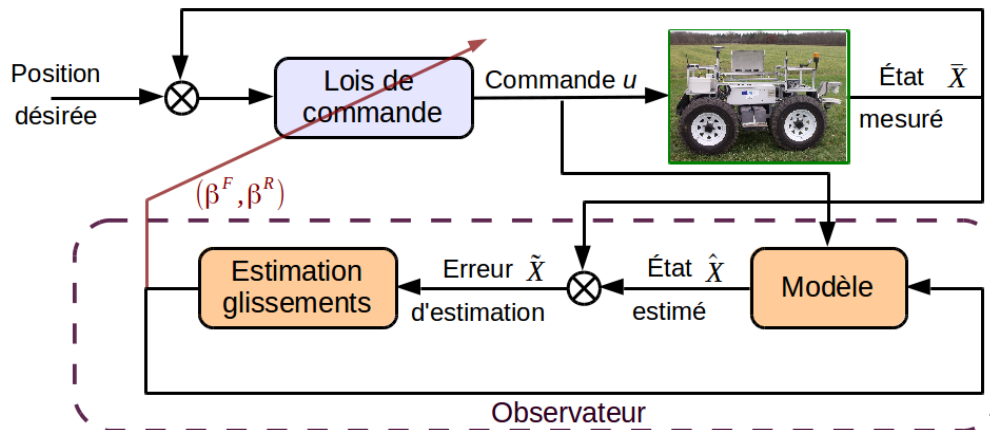 Position
désirée
Lois de
commande
Commande u
État X̄
mesuré
(β^F, β^R)
Estimation
glissements
Erreur X̃
d'estimation
État X̂
estimé
Modèle
Observateur